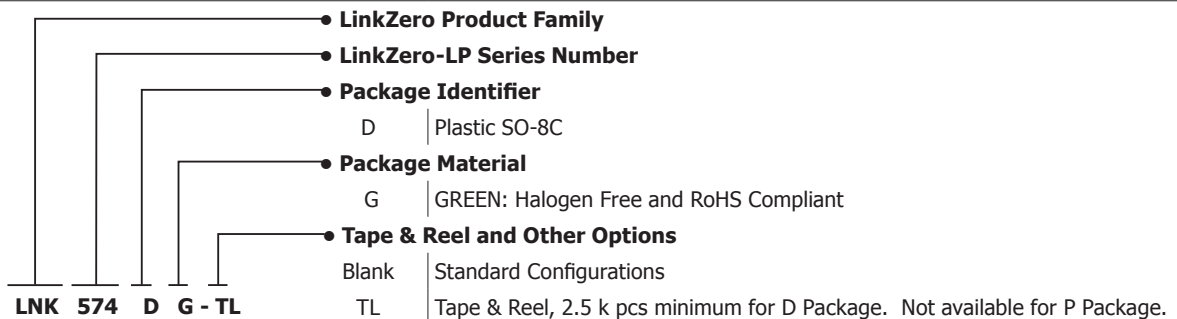 • LinkZero Product Family
• LinkZero-LP Series Number
• Package Identifier
D Plastic SO-8C
• Package Material
G GREEN: Halogen Free and RoHS Compliant
• Tape & Reel and Other Options
Blank Standard Configurations
LNK 574 D G - TL TL Tape & Reel, 2.5 k pcs minimum for D Package. Not available for P Package.